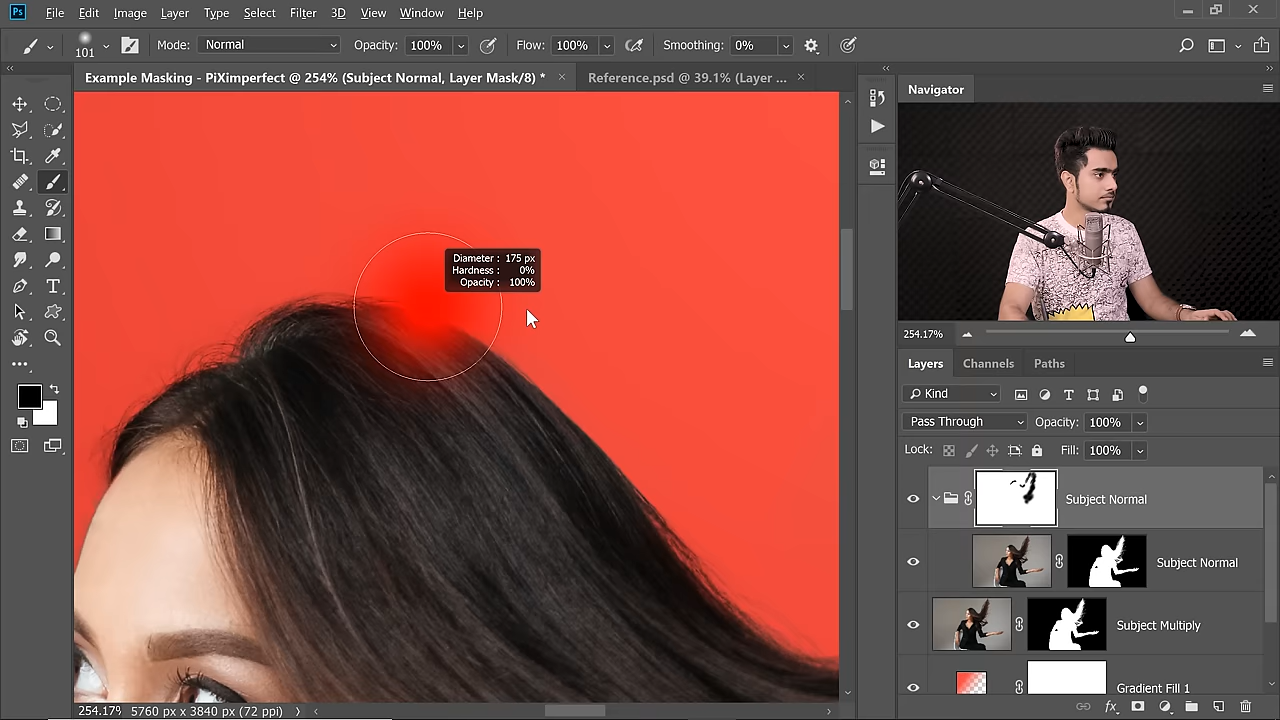 Ps File Edit Image Layer Type Select Filter 3D View Window Help
101 Mode: Normal Opacity: 100% Flow: 100% Smoothing: 0%
Example Masking - PiXimperfect @ 254% (Subject Normal, Layer Mask/8) * × Reference.psd @ 39.1% (Layer ... ×
Navigator
Diameter : 175 px
Hardness : 0%
Opacity : 100%
254.17%
Layers Channels Paths
Kind
Pass Through Opacity: 100%
Lock: Fill: 100%
Subject Normal
Subject Normal
Subject Multiply
Gradient Fill 1
254.17% 5760 px x 3840 px (72 ppi)
fx